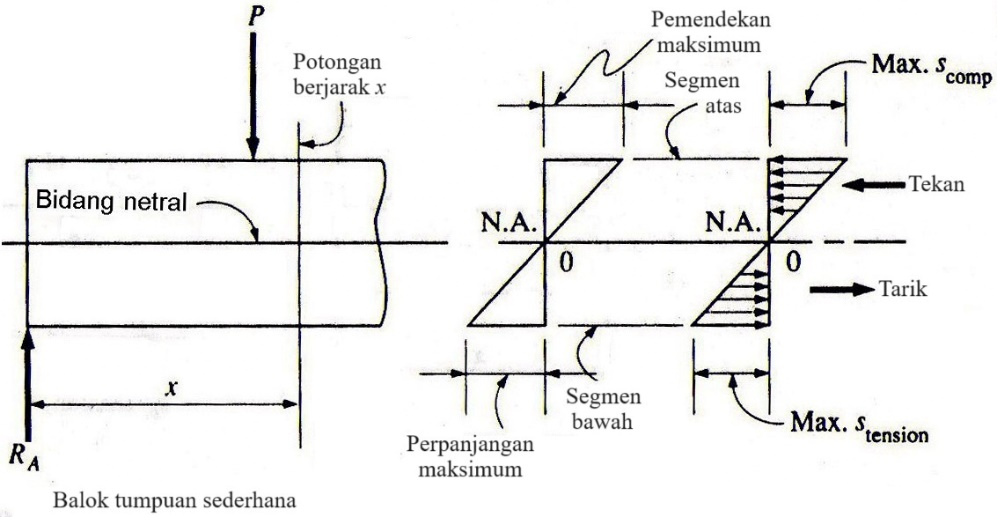 P
Potongan
berjarak x
Bidang netral
x
R_A
Balok tumpuan sederhana
Pemendekan
maksimum
Segmen
atas
N.A.
0
Perpanjangan
maksimum
Segmen
bawah
Max. s_comp
Tekan
N.A.
0
Tarik
Max. s_tension